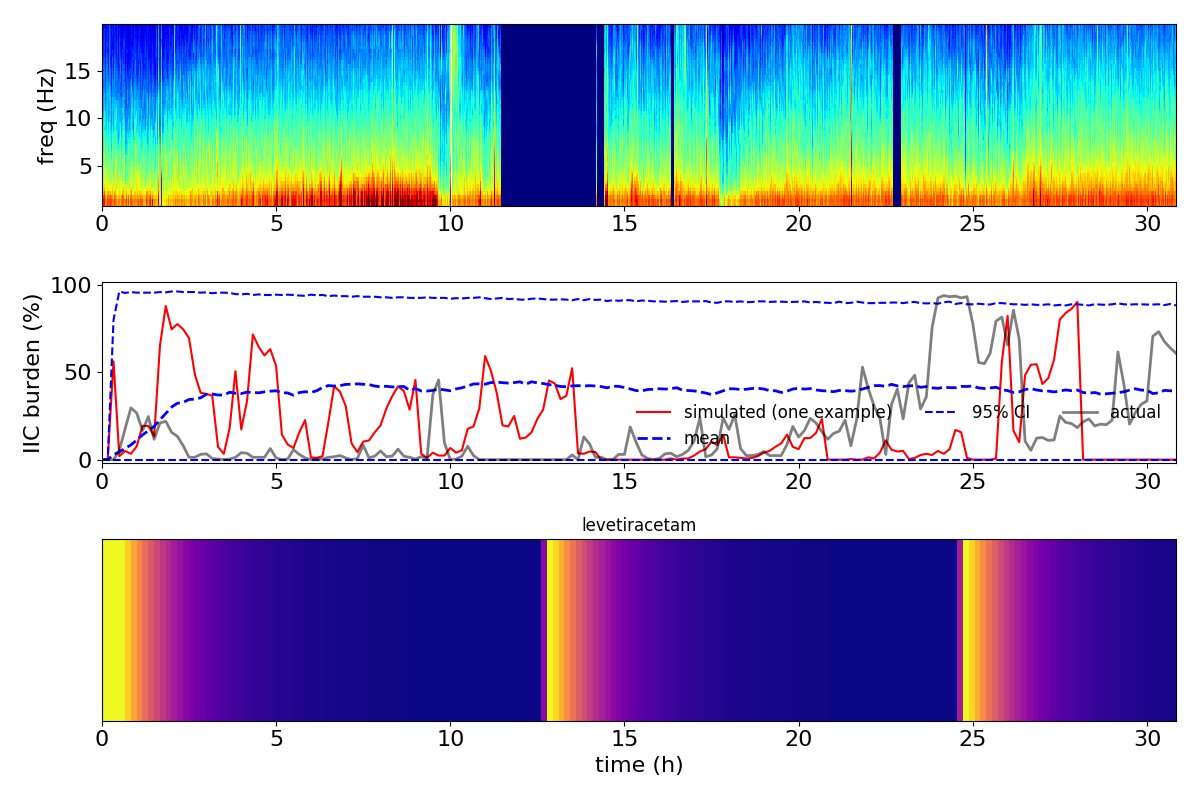 freq (Hz)
15
10
5
0 5 10 15 20 25 30
IIC burden (%)
100
50
0
simulated (one example)
mean
95% CI
actual
0 5 10 15 20 25 30
levetiracetam
0 5 10 15 20 25 30
time (h)